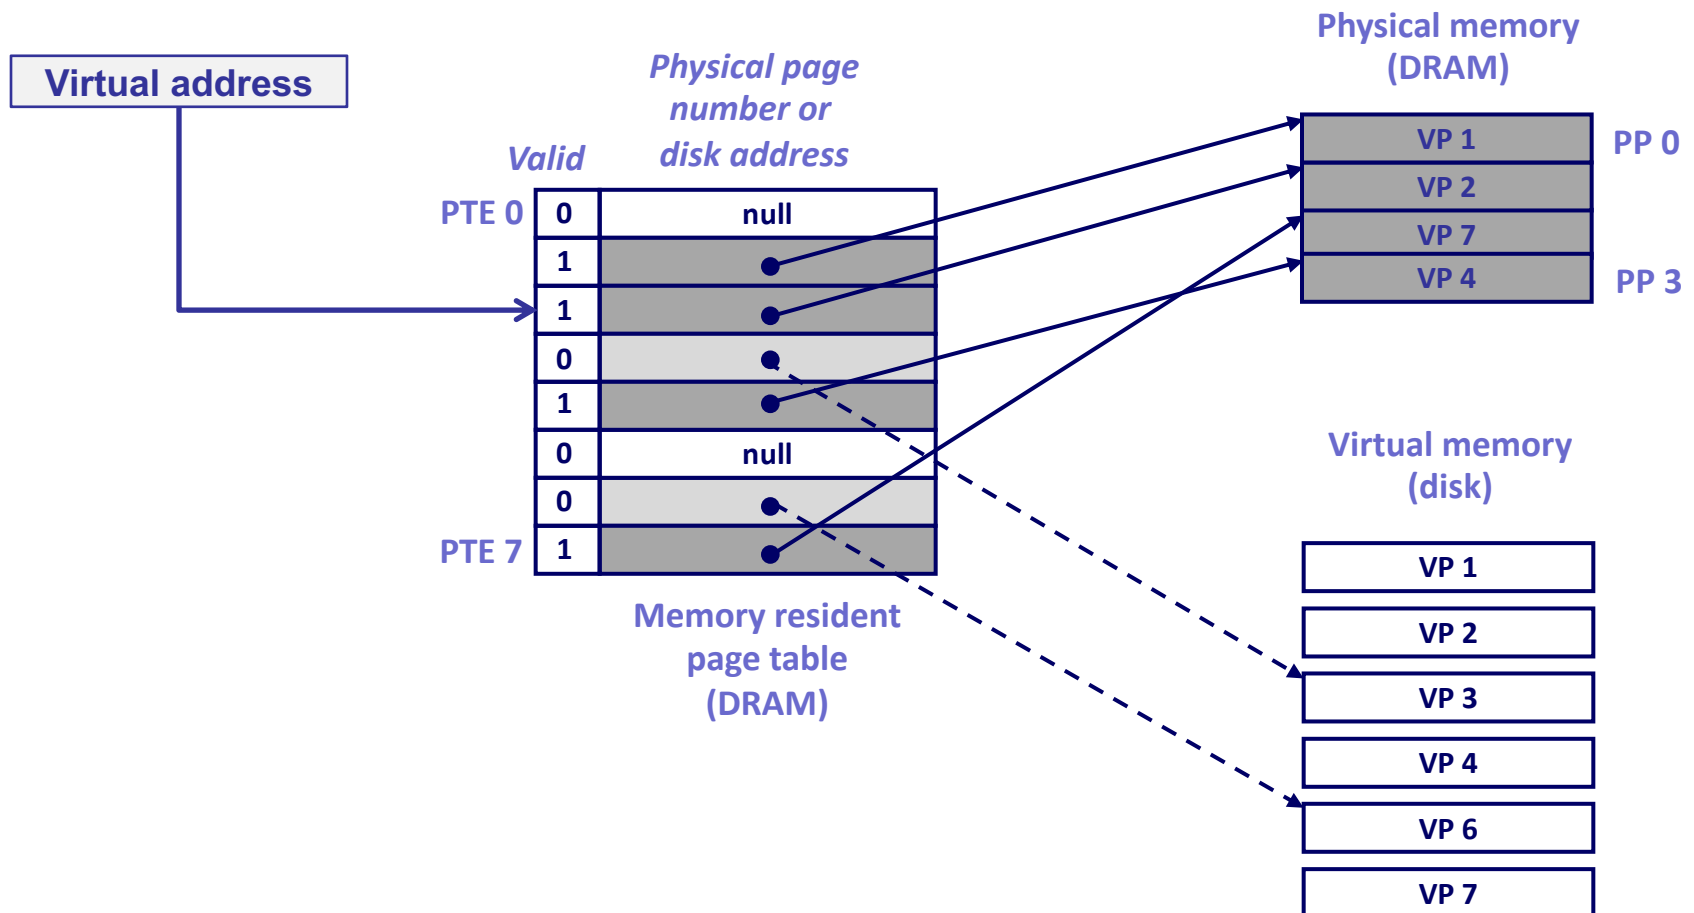 Virtual address
Physical page
number or
disk address
Valid
PTE 0
0
null
1
1
0
1
0
null
0
PTE 7
1
Memory resident
page table
(DRAM)
Physical memory
(DRAM)
VP 1
PP 0
VP 2
VP 7
VP 4
PP 3
Virtual memory
(disk)
VP 1
VP 2
VP 3
VP 4
VP 6
VP 7